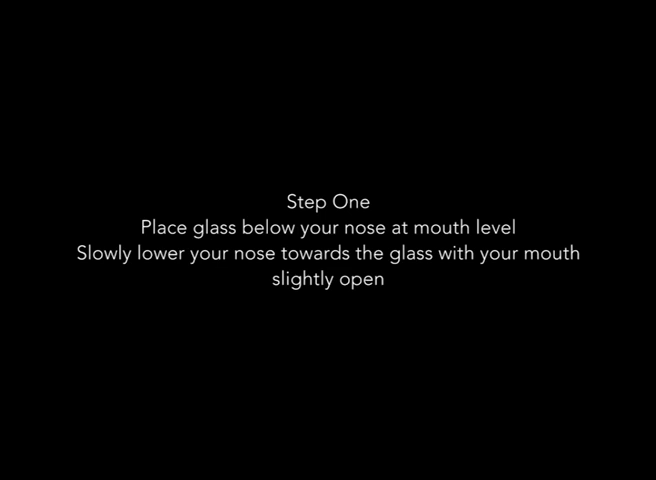 Step One
Place glass below your nose at mouth level
Slowly lower your nose towards the glass with your mouth
slightly open